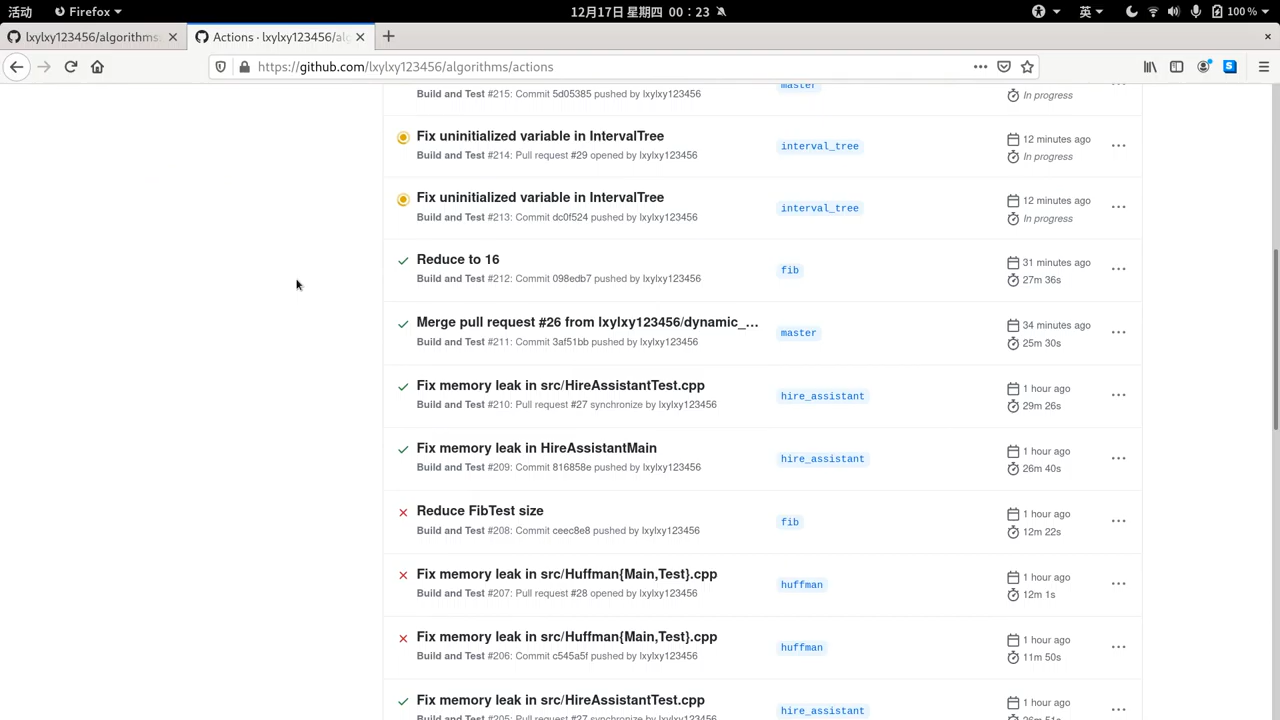 活动 Firefox 12月17日 星期四 00：23 英 100 %
lxylxy123456/algorithms: Actions · lxylxy123456/alg
https://github.com/lxylxy123456/algorithms/actions
Build and Test #215: Commit 5d05385 pushed by lxylxy123456 master In progress
Fix uninitialized variable in IntervalTree 12 minutes ago
Build and Test #214: Pull request #29 opened by lxylxy123456 interval_tree In progress
Fix uninitialized variable in IntervalTree 12 minutes ago
Build and Test #213: Commit dc0f524 pushed by lxylxy123456 interval_tree In progress
Reduce to 16 31 minutes ago
Build and Test #212: Commit 098edb7 pushed by lxylxy123456 fib 27m 36s
Merge pull request #26 from lxylxy123456/dynamic_... 34 minutes ago
Build and Test #211: Commit 3af51bb pushed by lxylxy123456 master 25m 30s
Fix memory leak in src/HireAssistantTest.cpp 1 hour ago
Build and Test #210: Pull request #27 synchronize by lxylxy123456 hire_assistant 29m 26s
Fix memory leak in HireAssistantMain 1 hour ago
Build and Test #209: Commit 816858e pushed by lxylxy123456 hire_assistant 26m 40s
Reduce FibTest size 1 hour ago
Build and Test #208: Commit ceec8e8 pushed by lxylxy123456 fib 12m 22s
Fix memory leak in src/Huffman{Main,Test}.cpp 1 hour ago
Build and Test #207: Pull request #28 opened by lxylxy123456 huffman 12m 1s
Fix memory leak in src/Huffman{Main,Test}.cpp 1 hour ago
Build and Test #206: Commit c545a5f pushed by lxylxy123456 huffman 11m 50s
Fix memory leak in src/HireAssistantTest.cpp 1 hour ago
Build and Test #205: Pull request #27 synchronize by lxylxy123456 hire_assistant 26m 51s